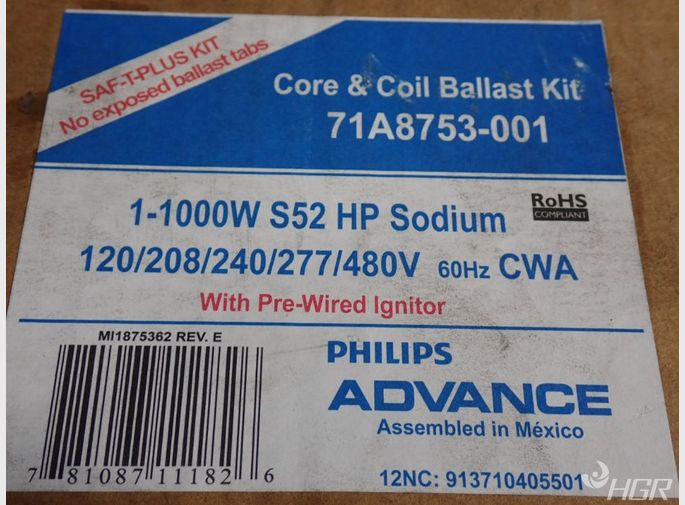 SAF-T-PLUS KIT
No exposed ballast tabs
Core & Coil Ballast Kit
71A8753-001
1-1000W S52 HP Sodium
RoHS
COMPLIANT
120/208/240/277/480V 60Hz CWA
With Pre-Wired Ignitor
MI1875362 REV. E
7 81087 11182 6
PHILIPS
ADVANCE
Assembled in México
12NC: 913710405501
HGR